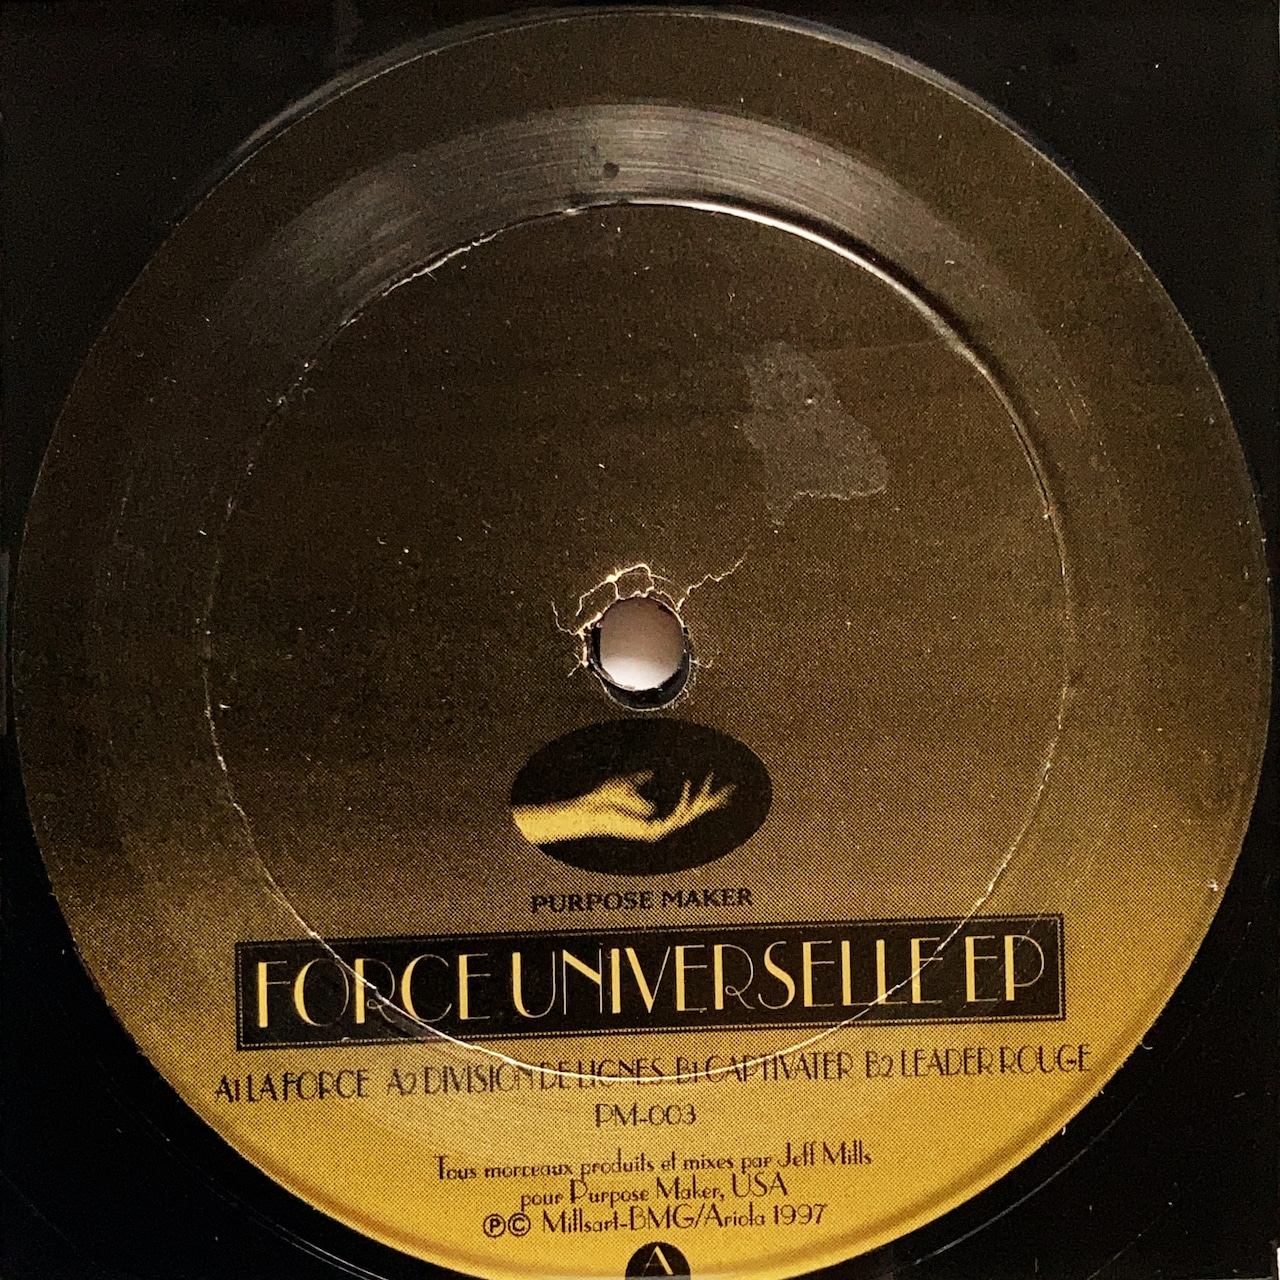 PURPOSE MAKER
FORCE UNIVERSELLE EP
A1 LA FORCE A2 DIVISION DE LIGNES B1 CAPTIVATER B2 LEADER ROUGE
PM-003
Tous morceaux produits et mixes par Jeff Mills
pour Purpose Maker, USA
℗© Millsart-BMG/Ariola 1997
A